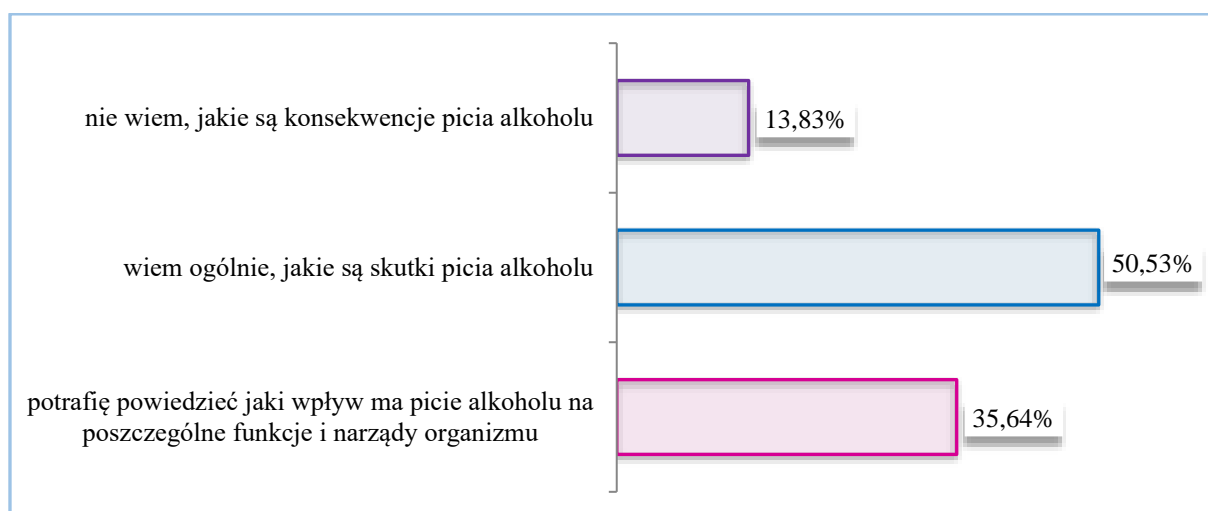 nie wiem, jakie są konsekwencje picia alkoholu
13,83%
wiem ogólnie, jakie są skutki picia alkoholu
50,53%
potrafię powiedzieć jaki wpływ ma picie alkoholu na
poszczególne funkcje i narządy organizmu
35,64%